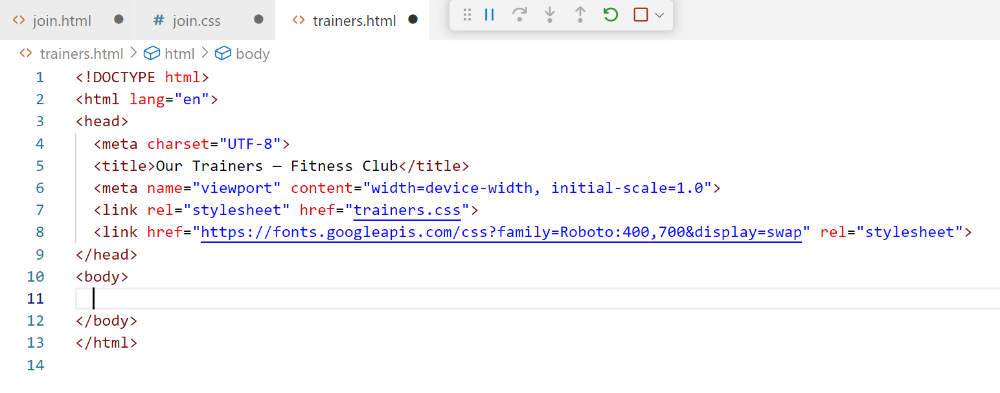 join.html
# join.css
trainers.html
trainers.html > html > body
1 <!DOCTYPE html>
2 <html lang="en">
3 <head>
4   <meta charset="UTF-8">
5   <title>Our Trainers – Fitness Club</title>
6   <meta name="viewport" content="width=device-width, initial-scale=1.0">
7   <link rel="stylesheet" href="trainers.css">
8   <link href="https://fonts.googleapis.com/css?family=Roboto:400,700&display=swap" rel="stylesheet">
9 </head>
10 <body>
11
12 </body>
13 </html>
14